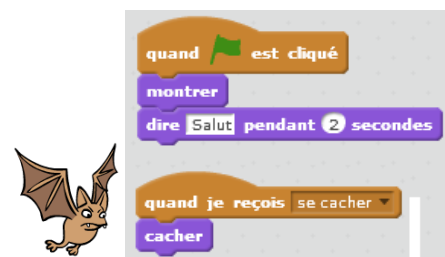 quand est cliqué
montrer
dire Salut pendant 2 secondes
quand je reçois se cacher
cacher